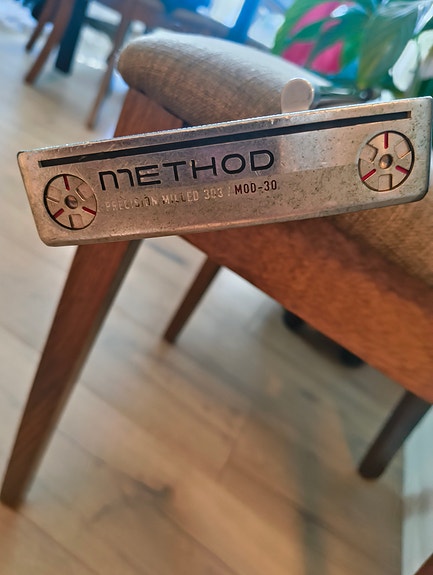 METHOD
PRECISION MILLED 303 / MOD-30